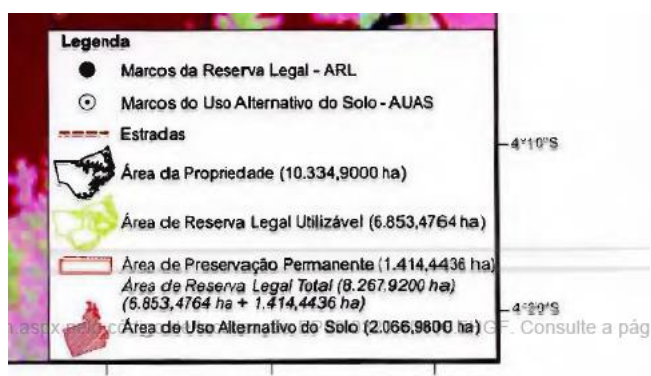 Legenda
Marcos da Reserva Legal - ARL
Marcos do Uso Alternativo do Solo - AUAS
Estradas
4°10'S
Área da Propriedade (10.334,9000 ha)
Área de Reserva Legal Utilizável (6.853,4764 ha)
Área de Preservação Permanente (1.414,4436 ha)
Área de Reserva Legal Total (8.267,9200 ha)
(6.853,4764 ha + 1.414,4436 ha)
4°20'S
Área de Uso Alternativo do Solo (2.066,9800 ha)
GF. Consulte a pág